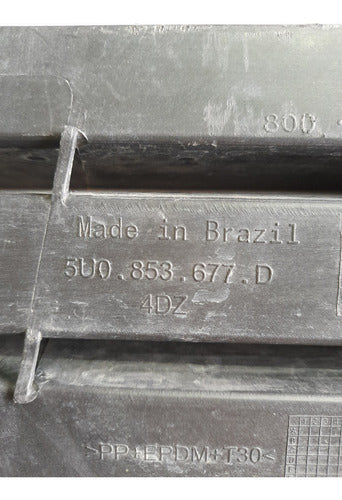 800.
Made in Brazil
5U0.853.677.D
4DZ
>PP+EPDM+T30<